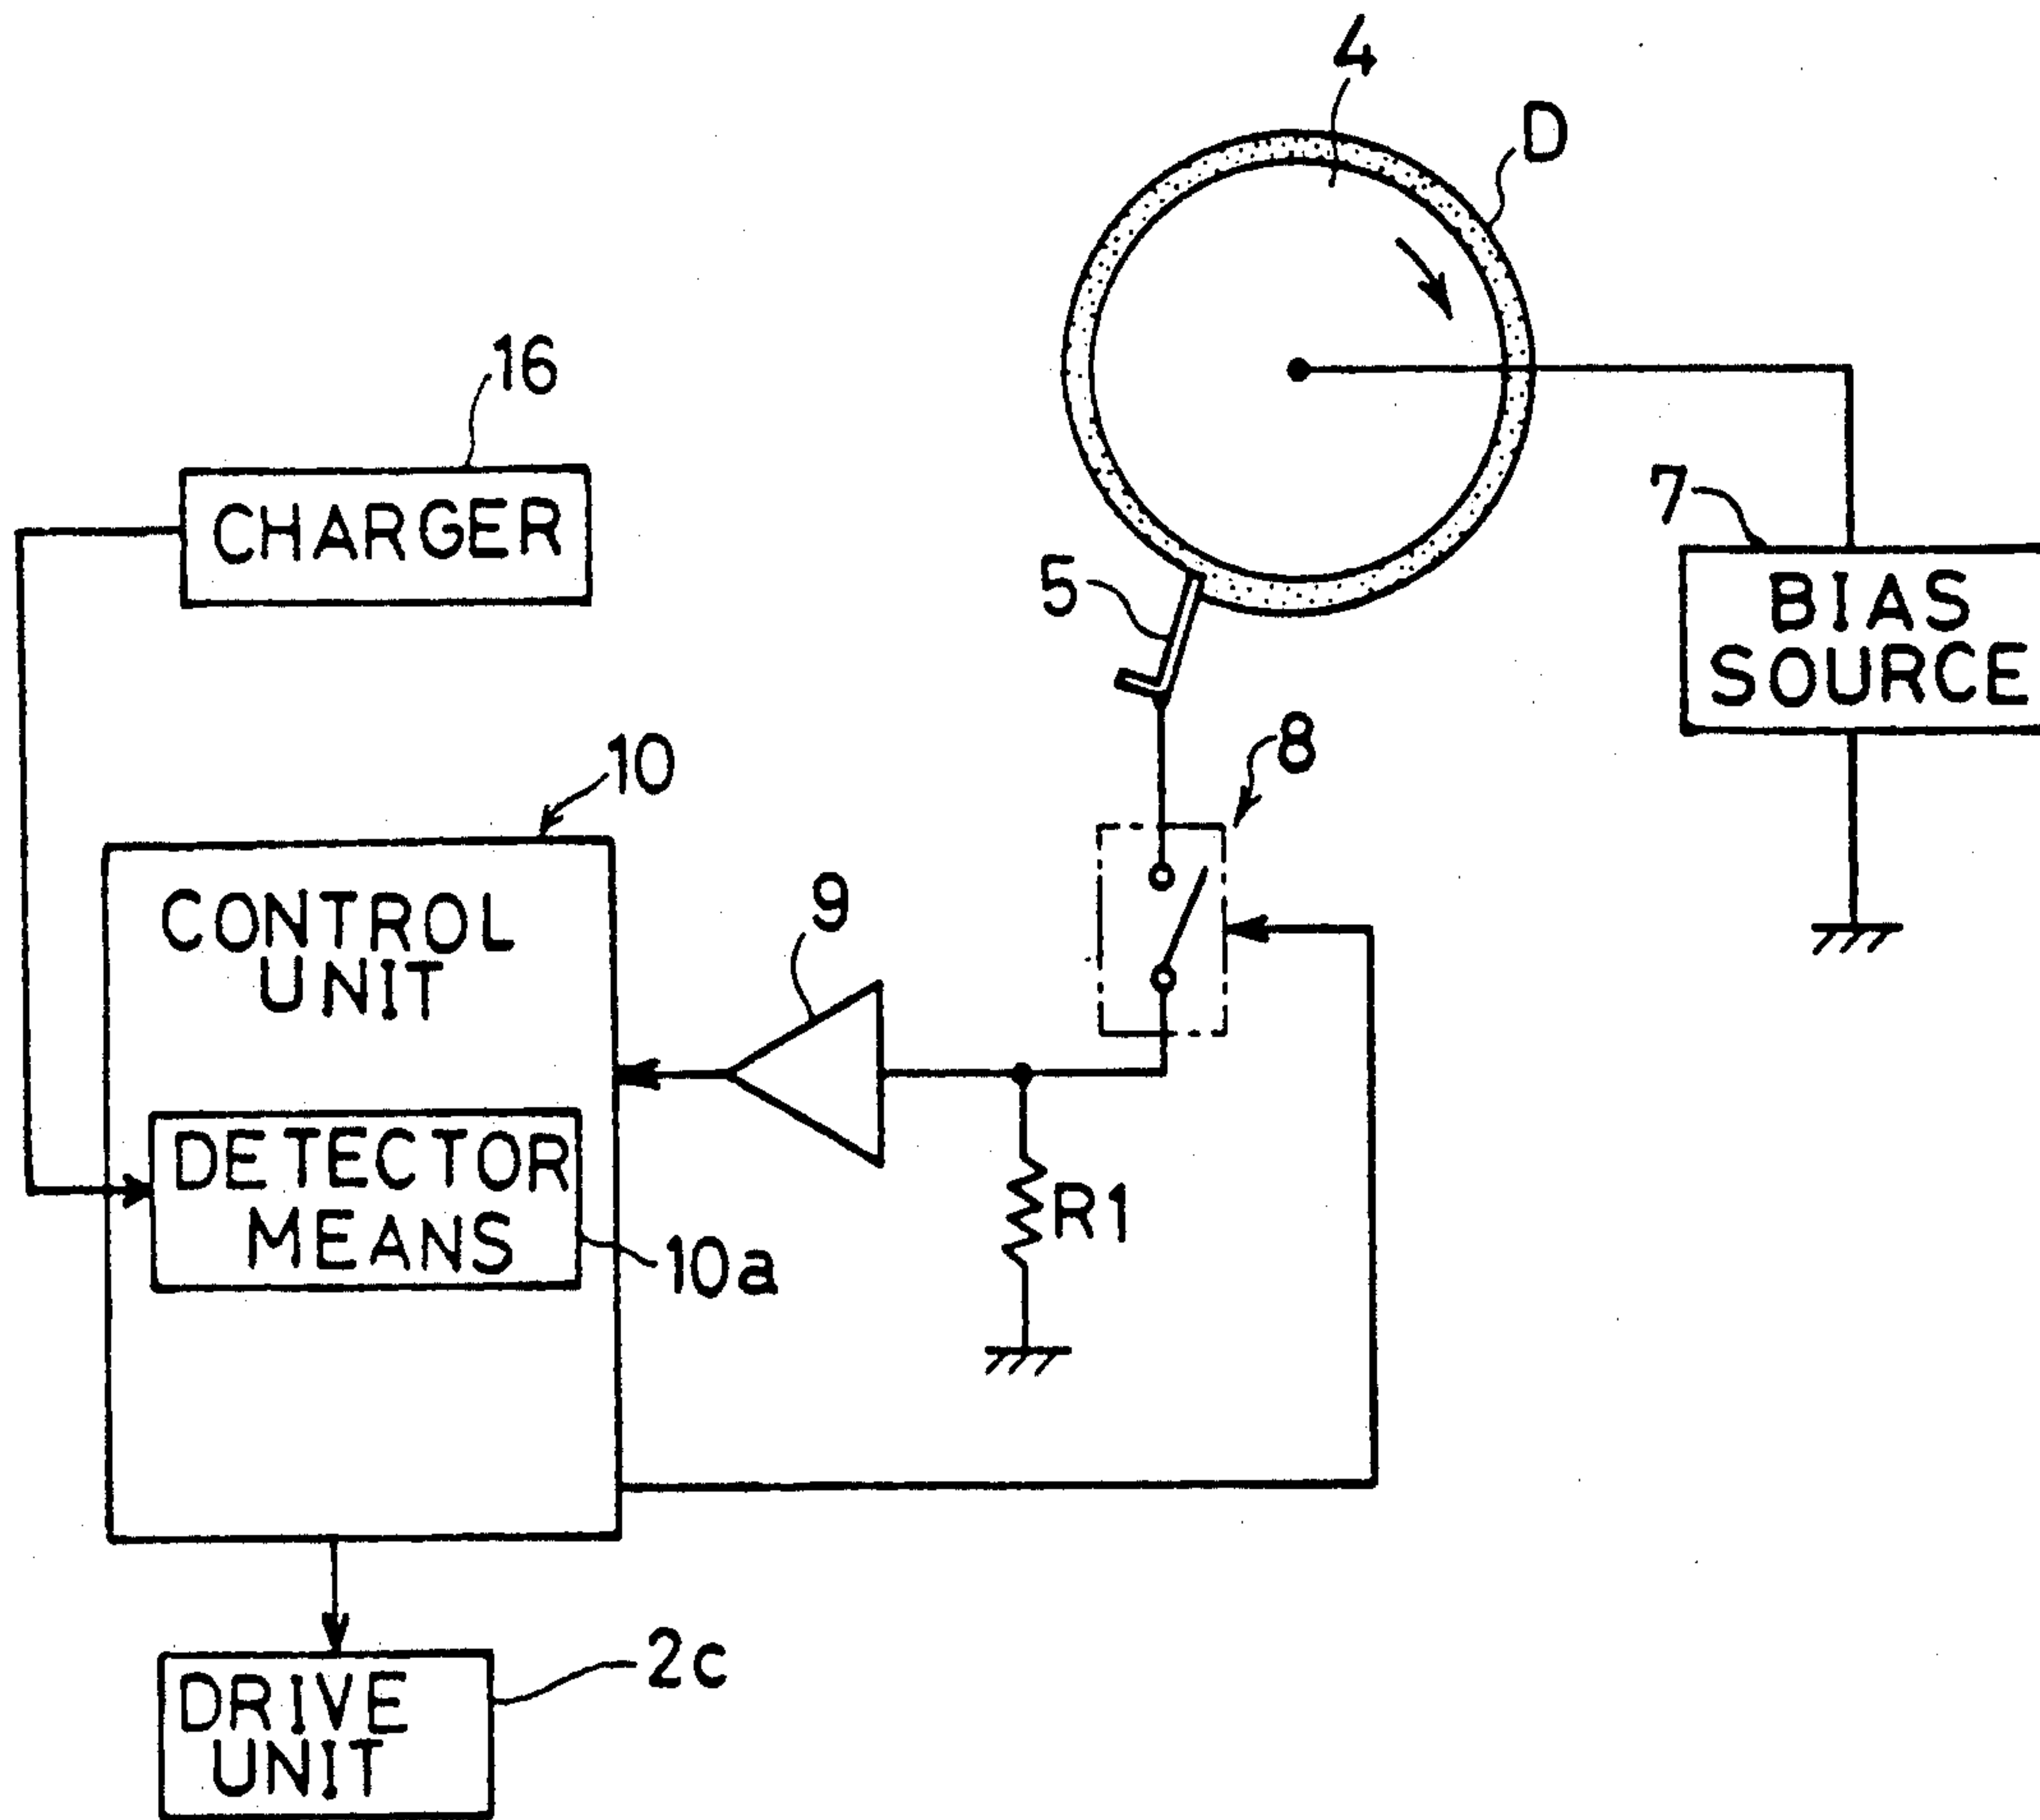 4
D
16
CHARGER
7
BIAS
SOURCE
5
8
10
CONTROL
UNIT
9
DETECTOR
MEANS
10a
R1
2c
DRIVE
UNIT